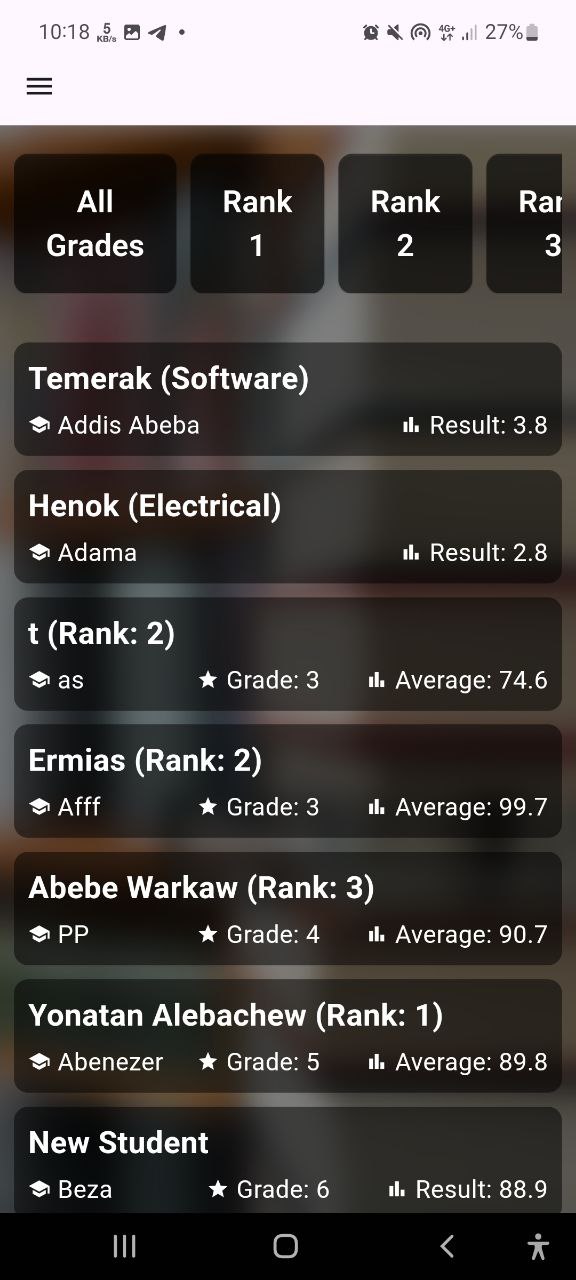 10:18 5 KB/s 4G+ 27%
All Grades
Rank 1
Rank 2
Ran 3
Temerak (Software)
Addis Abeba Result: 3.8
Henok (Electrical)
Adama Result: 2.8
t (Rank: 2)
as Grade: 3 Average: 74.6
Ermias (Rank: 2)
Afff Grade: 3 Average: 99.7
Abebe Warkaw (Rank: 3)
PP Grade: 4 Average: 90.7
Yonatan Alebachew (Rank: 1)
Abenezer Grade: 5 Average: 89.8
New Student
Beza Grade: 6 Result: 88.9